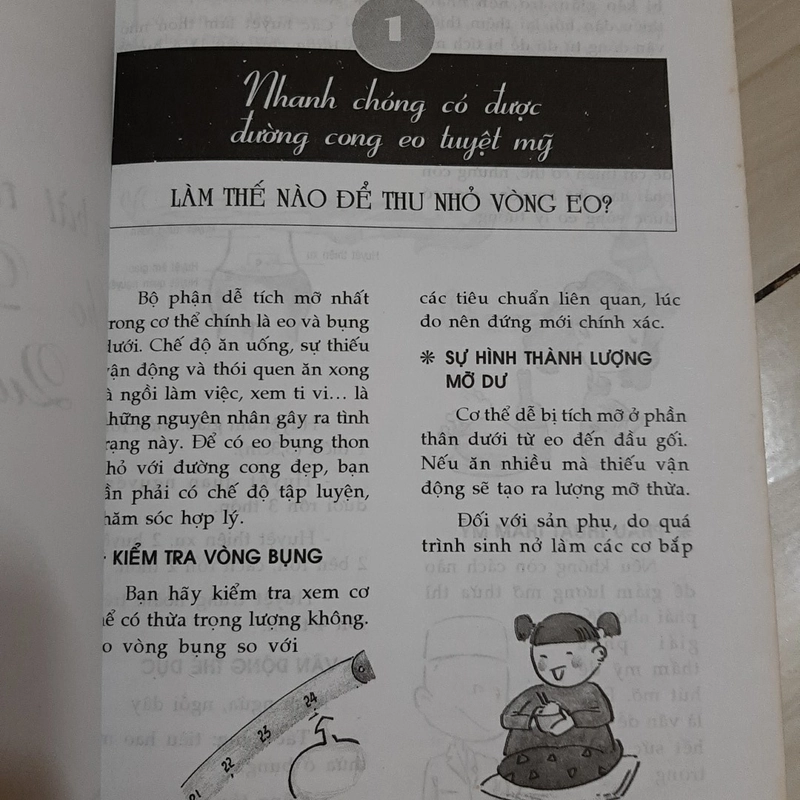 1
Nhanh chóng có được
đường cong eo tuyệt mỹ
LÀM THẾ NÀO ĐỂ THU NHỎ VÒNG EO?
Bộ phận dễ tích mỡ nhất
rong cơ thể chính là eo và bụng
dưới. Chế độ ăn uống, sự thiếu
vận động và thói quen ăn xong
à ngồi làm việc, xem ti vi... là
những nguyên nhân gây ra tình
rạng này. Để có eo bụng thon
hỏ với đường cong đẹp, bạn
ần phải có chế độ tập luyện,
hăm sóc hợp lý.
KIỂM TRA VÒNG BỤNG
Bạn hãy kiểm tra xem cơ
hể có thừa trọng lượng không.
o vòng bụng so với
21 22 23 24
các tiêu chuẩn liên quan, lúc
đo nên đứng mới chính xác.
❋ SỰ HÌNH THÀNH LƯỢNG
MỠ DƯ
Cơ thể dễ bị tích mỡ ở phần
thân dưới từ eo đến đầu gối.
Nếu ăn nhiều mà thiếu vận
động sẽ tạo ra lượng mỡ thừa.
Đối với sản phụ, do quá
trình sinh nở làm các cơ bắp